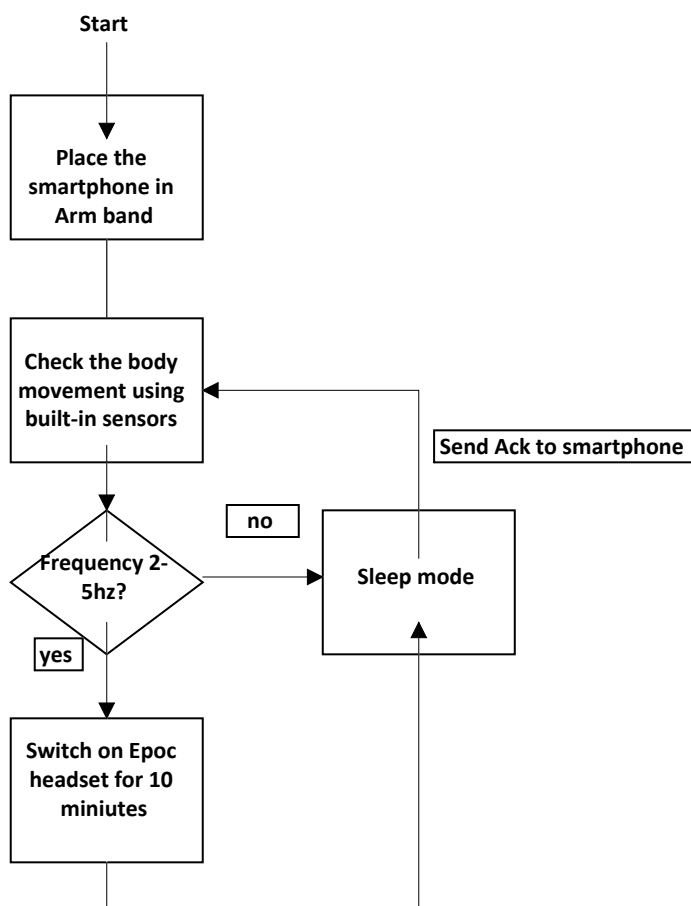 Start
Place the
smartphone in
Arm band
Check the body
movement using
built-in sensors
Send Ack to smartphone
no
Frequency 2-
5hz?
Sleep mode
yes
Switch on Epoc
headset for 10
miniutes